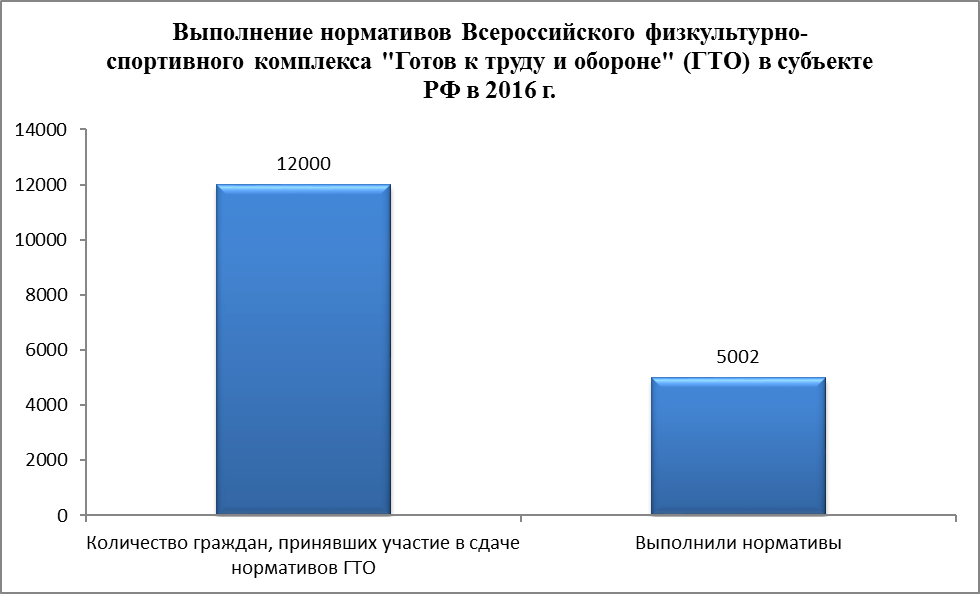 Выполнение нормативов Всероссийского физкультурно-
спортивного комплекса "Готов к труду и обороне" (ГТО) в субъекте
РФ в 2016 г.
14000
12000
10000
8000
6000
4000
2000
0
12000
5002
Количество граждан, принявших участие в сдаче
нормативов ГТО
Выполнили нормативы